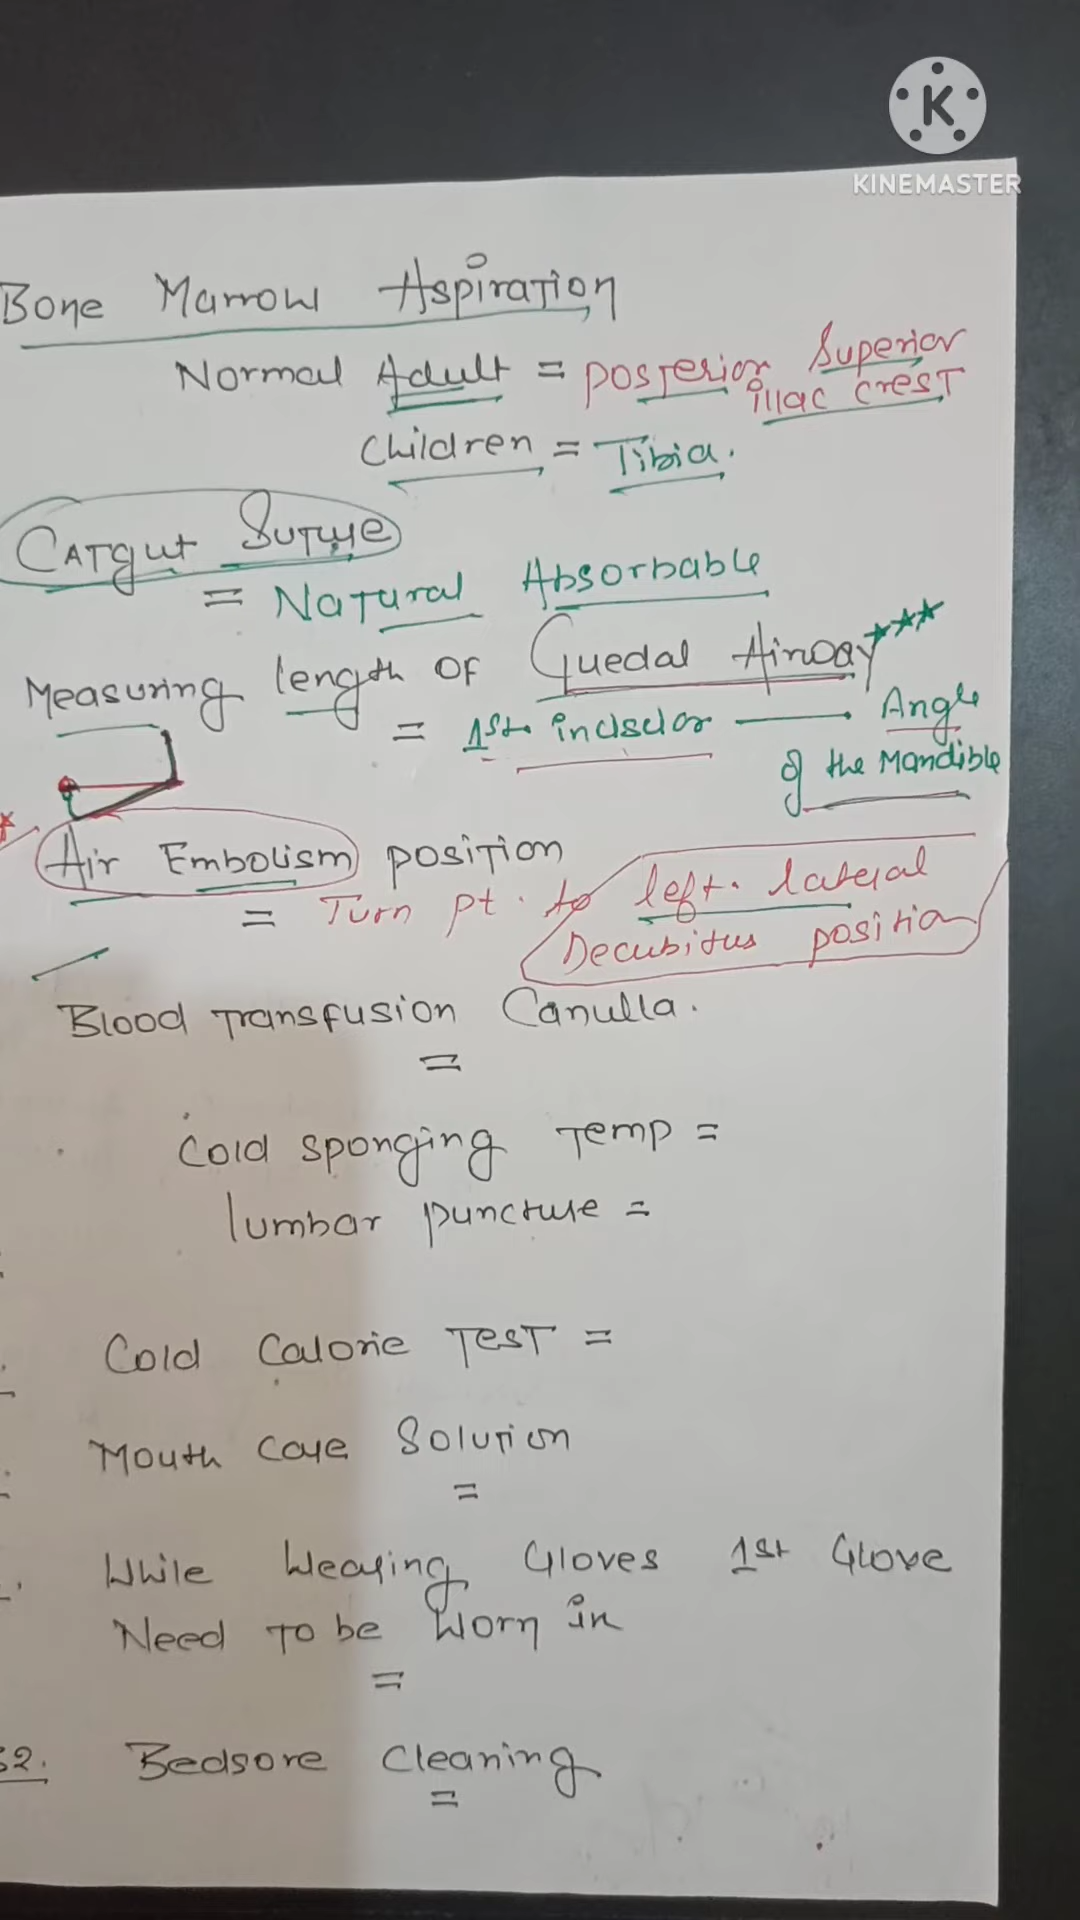 K
KINEMASTER
Bone Marrow Aspiration
Normal Adult = Posterior Superior
illac crest
Children = Tibia.
CATgut Suture
= Natural Absorbable
Measuring length of Guedal Airway ***
= 1st incisior — Angle
of the Mandible
Air Embolism position
= Turn pt. to left. lateral
Decubitus position
Blood Transfusion Canulla.
=
Cold sponging Temp =
lumbar puncture =
Cold Calorie Test =
Mouth Care Solution
=
While Wearing Gloves 1st Glove
Need To be Worn in
=
32. Bedsore Cleaning
=